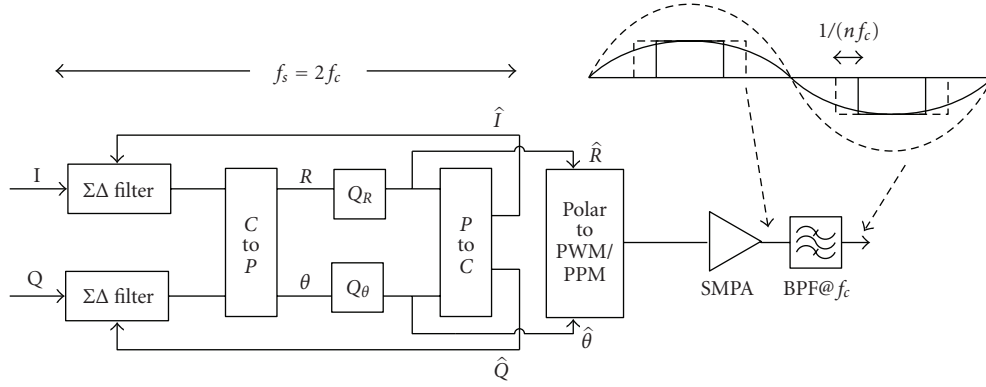 1/(nf_c)
f_s = 2f_c
Î
R̂
I
ΣΔ filter
R
Q_R
C
to
P
P
to
C
Polar
to
PWM/
PPM
Q
ΣΔ filter
θ
Q_θ
SMPA
BPF@f_c
θ̂
Q̂